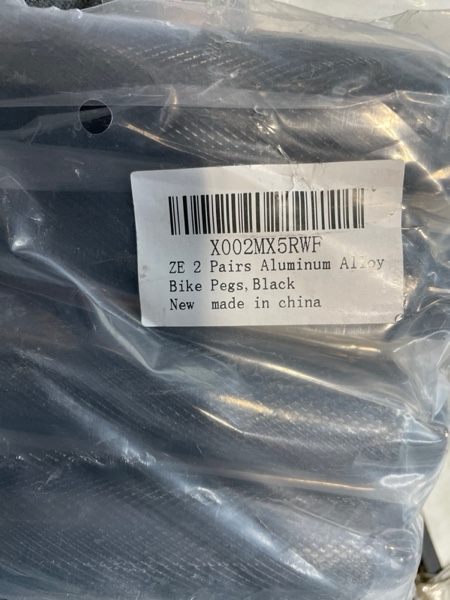 X002MX5RWF
ZE 2 Pairs Aluminum Alloy
Bike Pegs,Black
New made in china